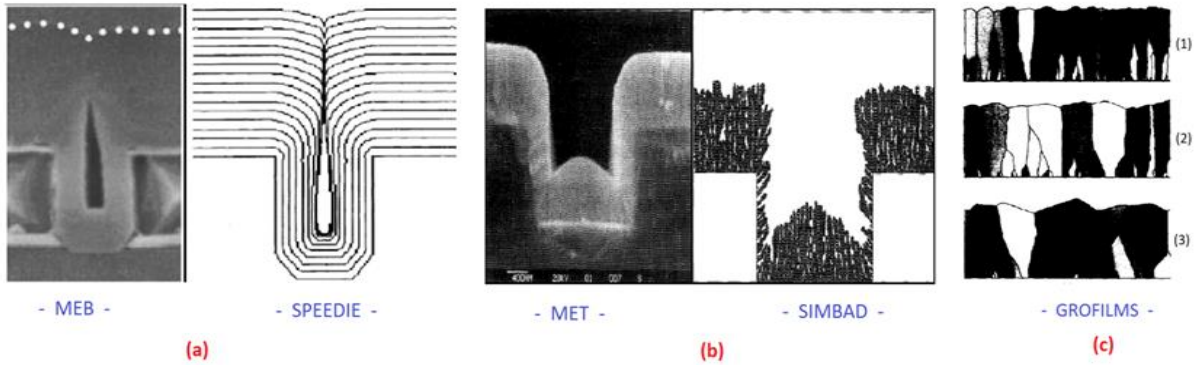 (1)
(2)
(3)
- MEB -
- SPEEDIE -
- MET -
- SIMBAD -
- GROFILMS -
(a)
(b)
(c)